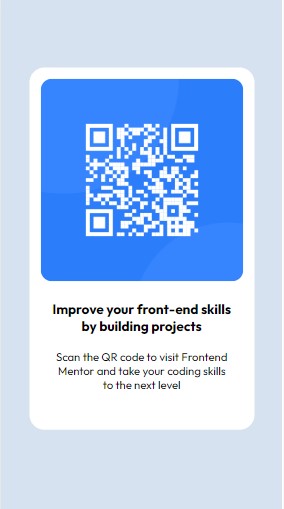 Improve your front-end skills
by building projects
Scan the QR code to visit Frontend
Mentor and take your coding skills
to the next level